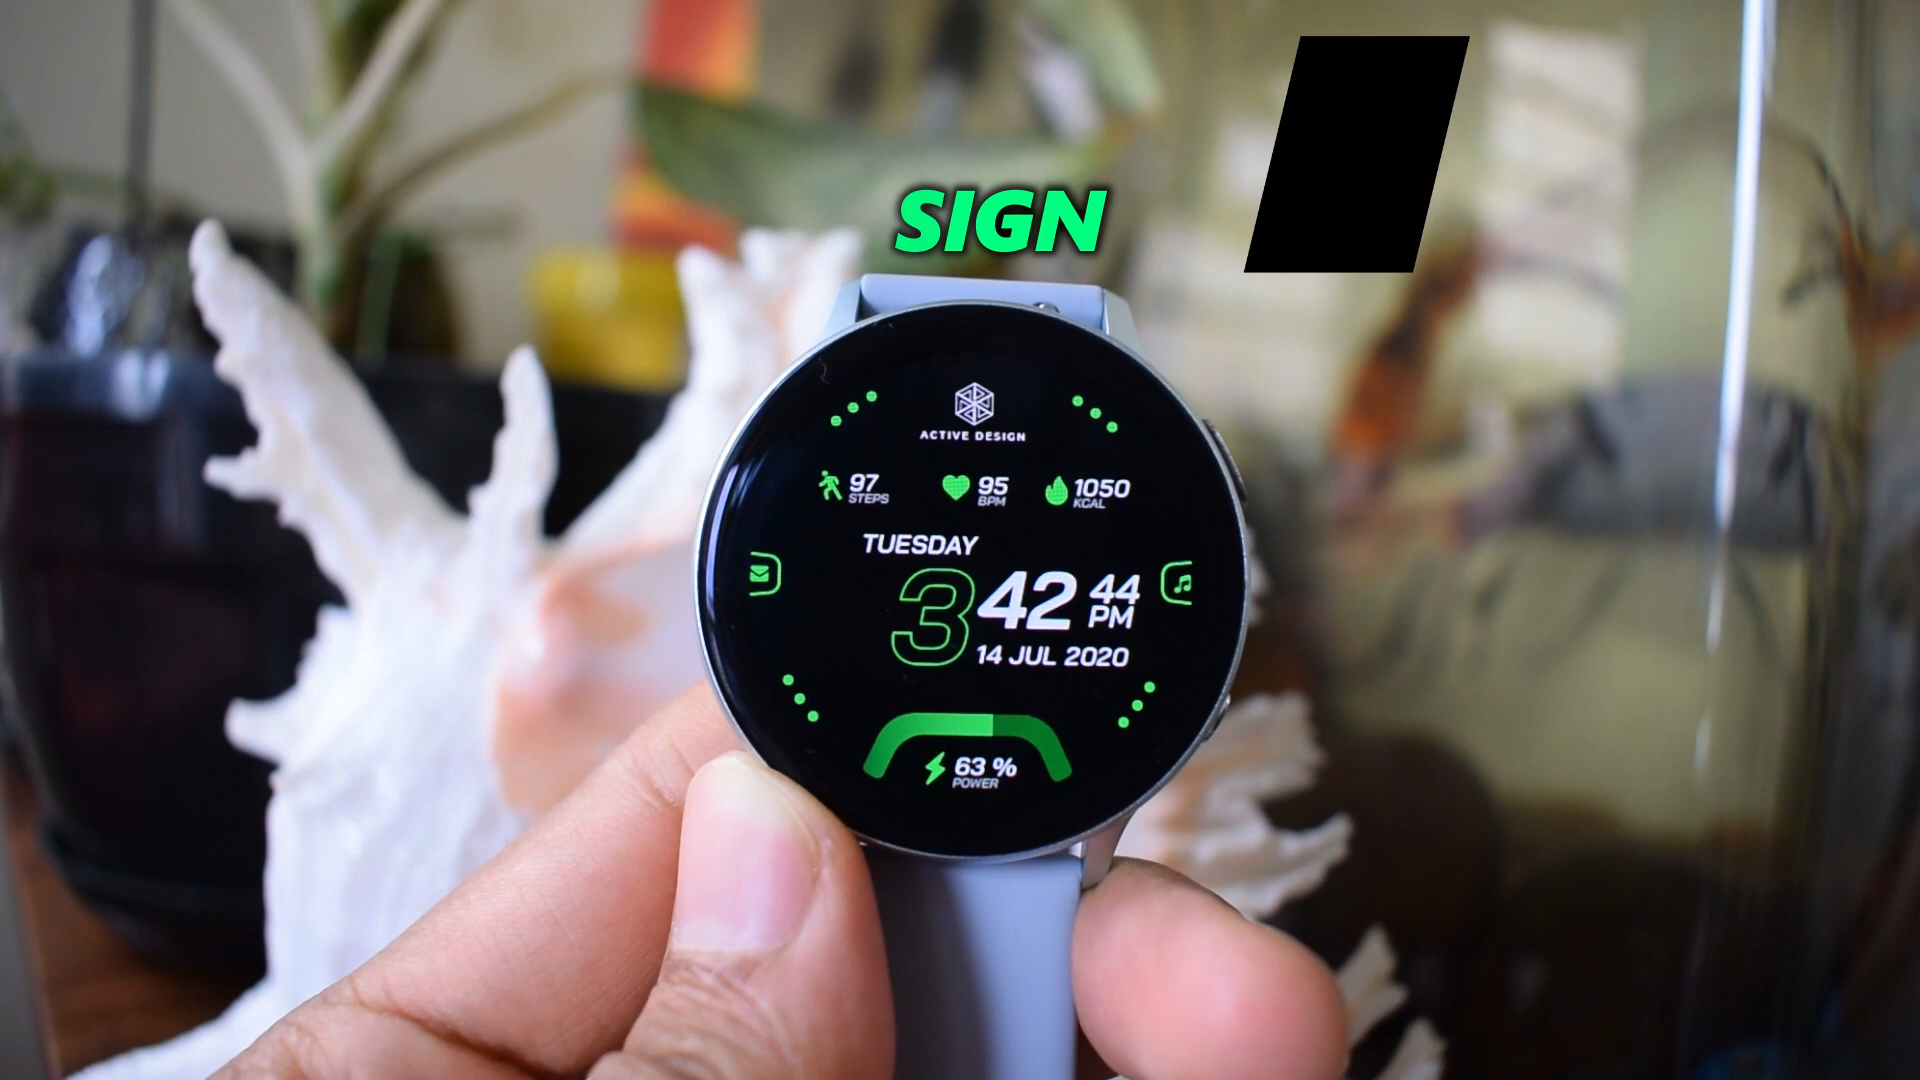 SIGN
ACTIVE DESIGN
97 STEPS
95 BPM
1050 KCAL
TUESDAY
3 42 44 PM
14 JUL 2020
63 %
POWER